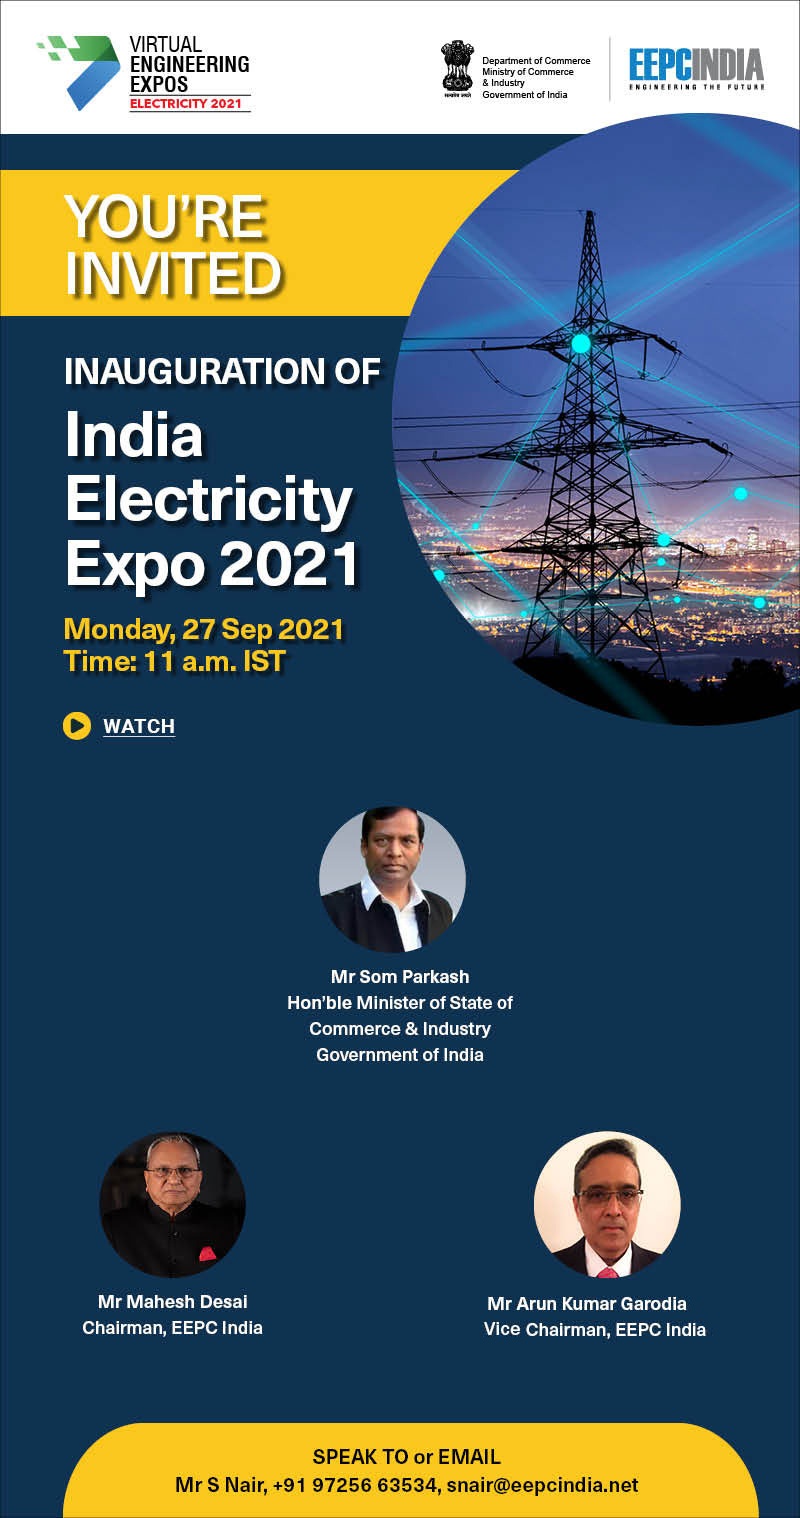 VIRTUAL
ENGINEERING
EXPOS
ELECTRICITY 2021
सत्यमेव जयते
Department of Commerce
Ministry of Commerce
& Industry
Government of India
EEPCINDIA
ENGINEERING THE FUTURE
YOU'RE
INVITED
INAUGURATION OF
India
Electricity
Expo 2021
Monday, 27 Sep 2021
Time: 11 a.m. IST
WATCH
Mr Som Parkash
Hon'ble Minister of State of
Commerce & Industry
Government of India
Mr Mahesh Desai
Chairman, EEPC India
Mr Arun Kumar Garodia
Vice Chairman, EEPC India
SPEAK TO or EMAIL
Mr S Nair, +91 97256 63534, snair@eepcindia.net